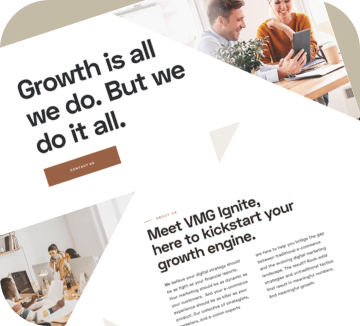 Growth is all
we do. But we
do it all.
CONTACT US
ABOUT US
Meet VMG Ignite,
here to kickstart your
growth engine.
We believe your digital strategy should
be as tight as your financial reports.
Your marketing should be as dynamic as
your customers. And your e-commerce
experience should be as killer as your
product. Our collective of strategists,
marketers, and e-comm experts
are here to help you bridge the gap
between traditional e-commerce
and the evolving digital marketing
landscape. The result? Rock-solid
strategies and unrivaled tactics
that result in meaningful numbers.
And meaningful growth.